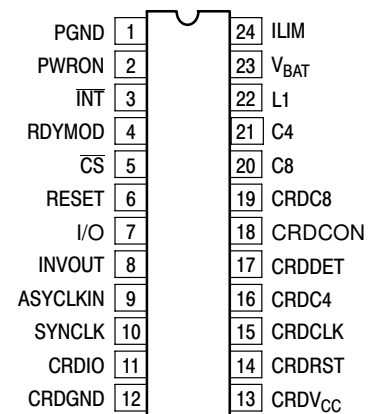 PGND 1 24 ILIM
PWRON 2 23 VBAT
INT 3 22 L1
RDYMOD 4 21 C4
CS 5 20 C8
RESET 6 19 CRDC8
I/O 7 18 CRDCON
INVOUT 8 17 CRDDET
ASYCLKIN 9 16 CRDC4
SYNCLK 10 15 CRDCLK
CRDIO 11 14 CRDRST
CRDGND 12 13 CRDVCC